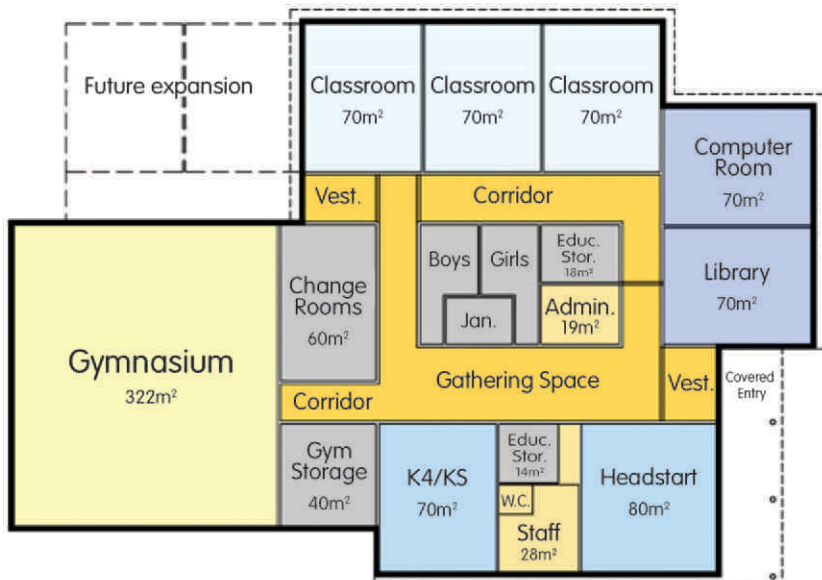 Future expansion
Classroom
70m²
Classroom
70m²
Classroom
70m²
Computer
Room
70m²
Vest.
Corridor
Boys
Girls
Educ.
Stor.
18m²
Library
70m²
Change
Rooms
60m²
Jan.
Admin.
19m²
Gymnasium
322m²
Gathering Space
Vest.
Covered
Entry
Corridor
Gym
Storage
40m²
K4/KS
70m²
Educ.
Stor.
14m²
W.C.
Staff
28m²
Headstart
80m²